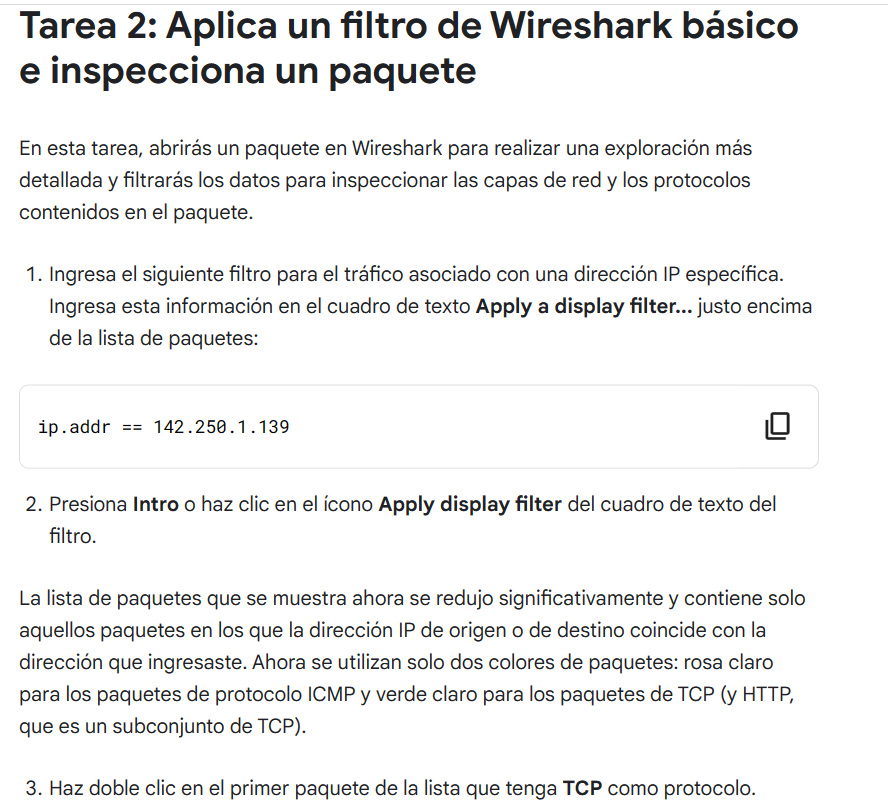 Tarea 2: Aplica un filtro de Wireshark básico
e inspecciona un paquete
En esta tarea, abrirás un paquete en Wireshark para realizar una exploración más
detallada y filtrarás los datos para inspeccionar las capas de red y los protocolos
contenidos en el paquete.
1. Ingresa el siguiente filtro para el tráfico asociado con una dirección IP específica.
Ingresa esta información en el cuadro de texto Apply a display filter... justo encima
de la lista de paquetes:
ip.addr == 142.250.1.139
2. Presiona Intro o haz clic en el ícono Apply display filter del cuadro de texto del
filtro.
La lista de paquetes que se muestra ahora se redujo significativamente y contiene solo
aquellos paquetes en los que la dirección IP de origen o de destino coincide con la
dirección que ingresaste. Ahora se utilizan solo dos colores de paquetes: rosa claro
para los paquetes de protocolo ICMP y verde claro para los paquetes de TCP (y HTTP,
que es un subconjunto de TCP).
3. Haz doble clic en el primer paquete de la lista que tenga TCP como protocolo.